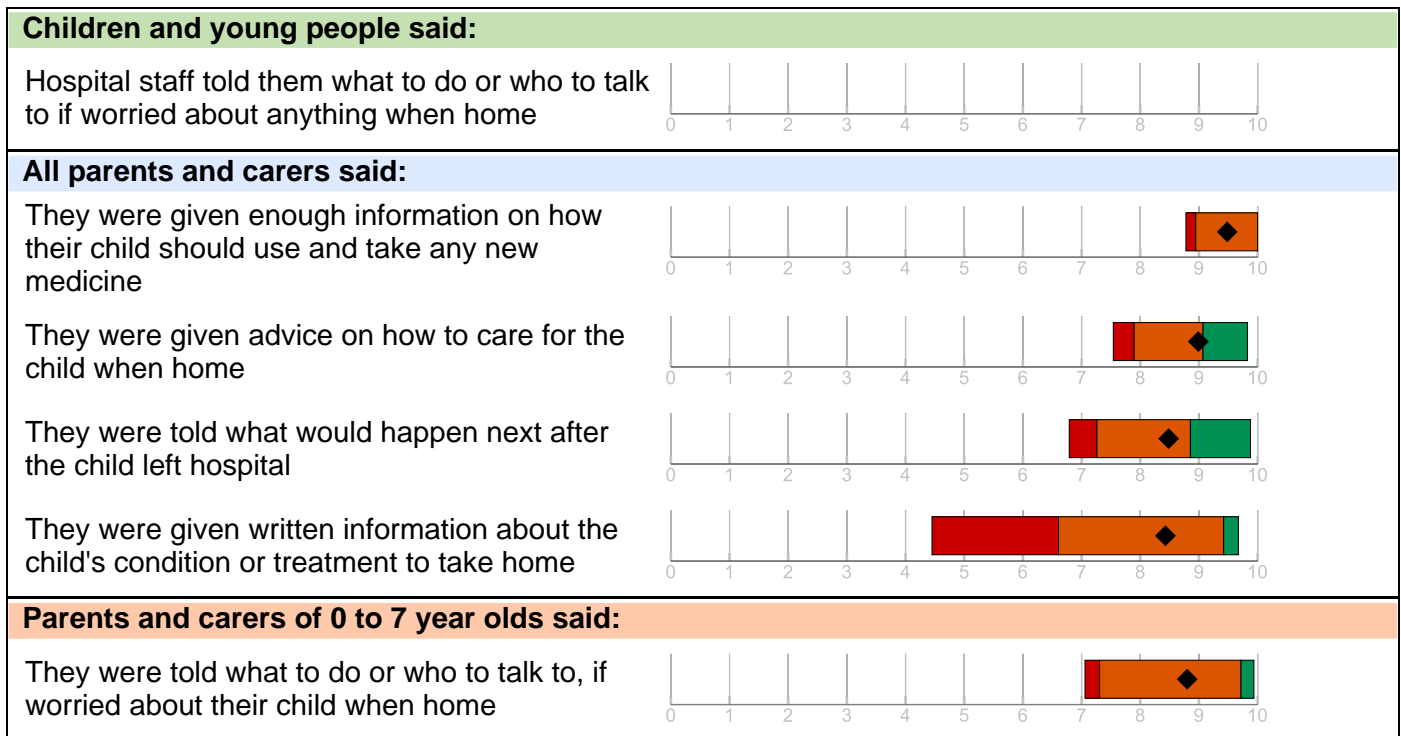 Children and young people said:
Hospital staff told them what to do or who to talk
to if worried about anything when home
0 1 2 3 4 5 6 7 8 9 10
All parents and carers said:
They were given enough information on how
their child should use and take any new
medicine
0 1 2 3 4 5 6 7 8 9 10
They were given advice on how to care for the
child when home
0 1 2 3 4 5 6 7 8 9 10
They were told what would happen next after
the child left hospital
0 1 2 3 4 5 6 7 8 9 10
They were given written information about the
child's condition or treatment to take home
0 1 2 3 4 5 6 7 8 9 10
Parents and carers of 0 to 7 year olds said:
They were told what to do or who to talk to, if
worried about their child when home
0 1 2 3 4 5 6 7 8 9 10